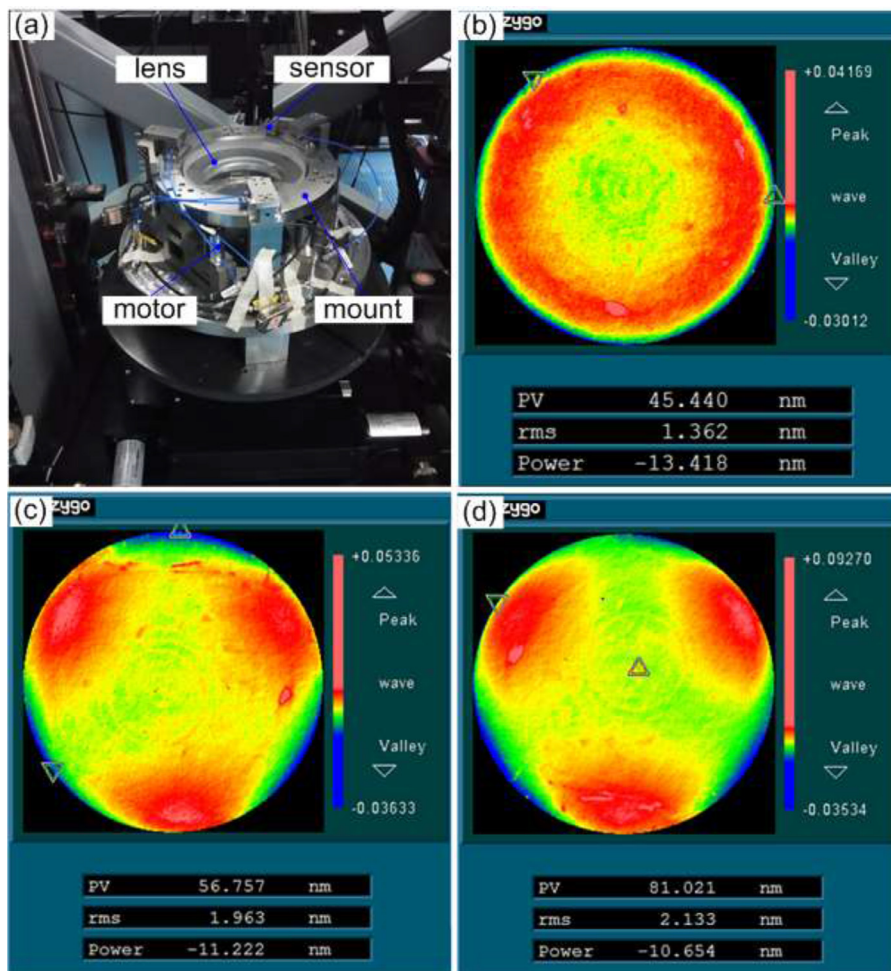 (a)
lens
sensor
motor
mount
(b)
zygo
+0.04169
Peak
wave
Valley
-0.03012
PV 45.440 nm
rms 1.362 nm
Power -13.418 nm
(c)
zygo
+0.05336
Peak
wave
Valley
-0.03633
PV 56.757 nm
rms 1.963 nm
Power -11.222 nm
(d)
zygo
+0.09270
Peak
wave
Valley
-0.03534
PV 81.021 nm
rms 2.133 nm
Power -10.654 nm